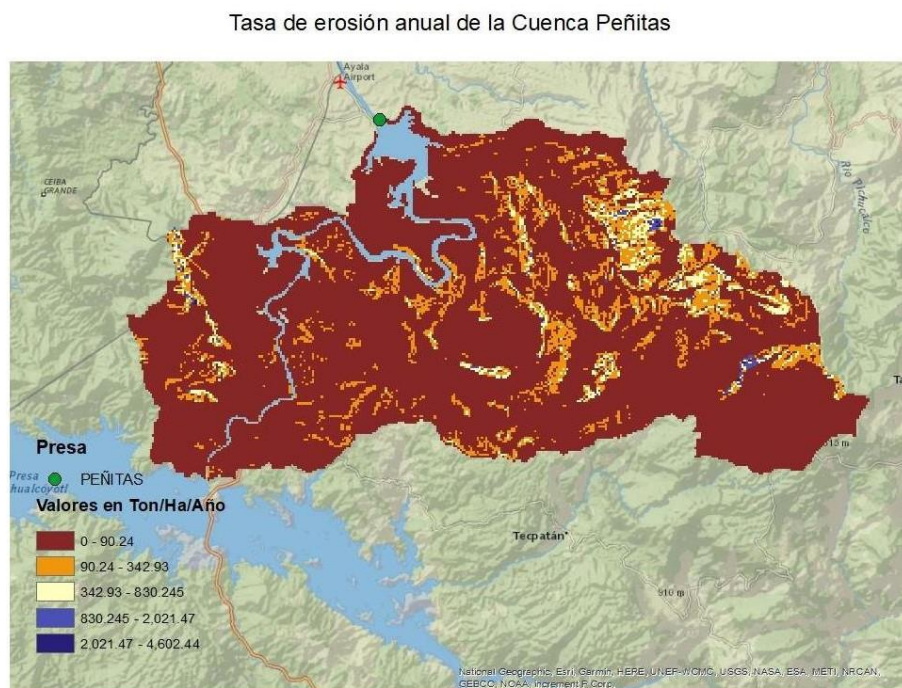 Tasa de erosión anual de la Cuenca Peñitas
Ayala
Airport
CEIBA
GRANDE
Río Pichucalco
Presa
PEÑITAS
Presa
Valores en Ton/Ha/Año
0 - 90.24
90.24 - 342.93
342.93 - 830.245
830.245 - 2,021.47
2,021.47 - 4,602.44
Tecpatán
910 m
National Geographic, Esri, Garmin, HERE, UNEP-WCMC, USGS, NASA, ESA, METI, NRCAN,
GEBCO, NOAA, increment P Corp.